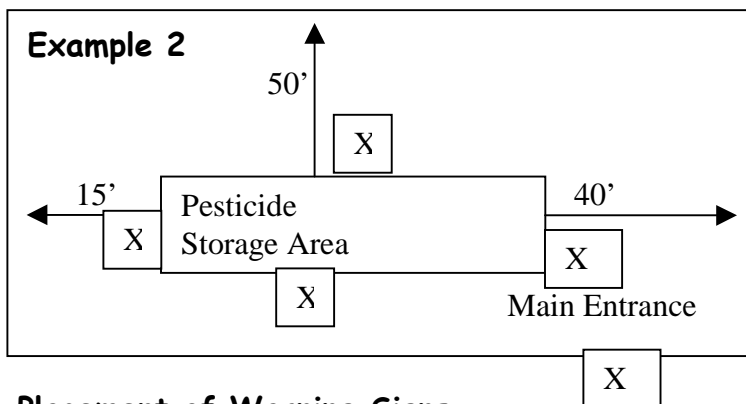 Example 2
50’
X
15’
40’
Pesticide
Storage Area
X
X
X
Main Entrance
X
Placement of Warning Signs